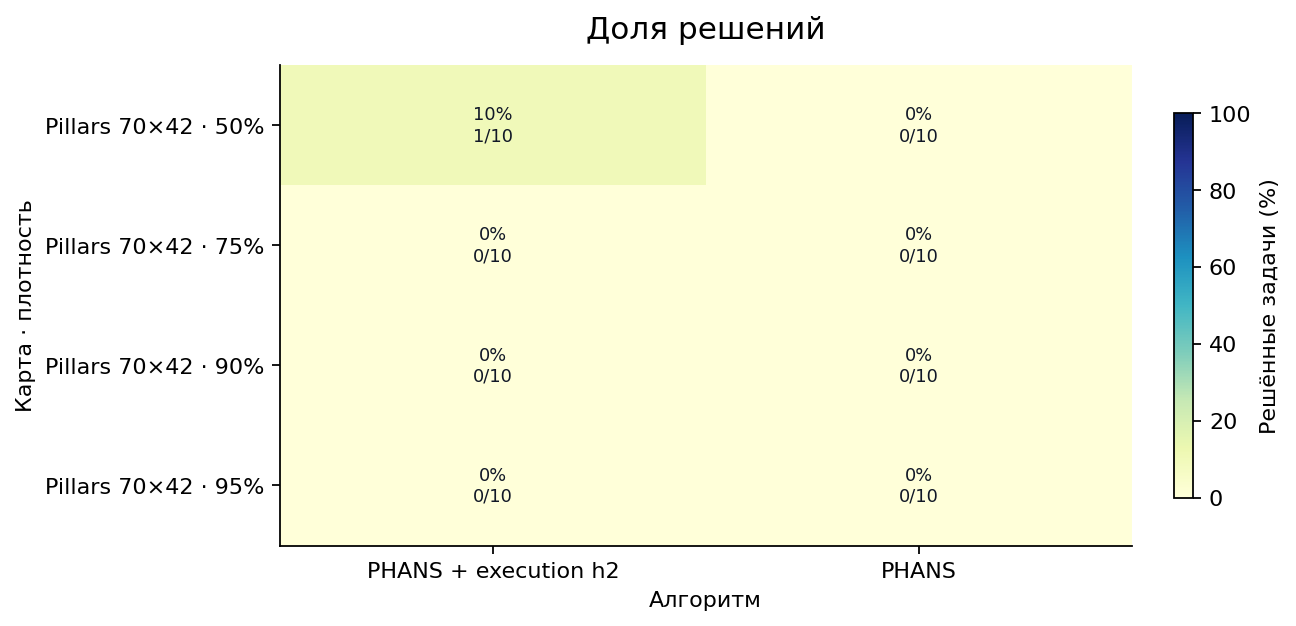 Доля решений
Карта · плотность
Pillars 70×42 · 50%
10%
1/10
0%
0/10
Pillars 70×42 · 75%
0%
0/10
0%
0/10
Pillars 70×42 · 90%
0%
0/10
0%
0/10
Pillars 70×42 · 95%
0%
0/10
0%
0/10
PHANS + execution h2
PHANS
Алгоритм
100
80
60
40
20
0
Решённые задачи (%)